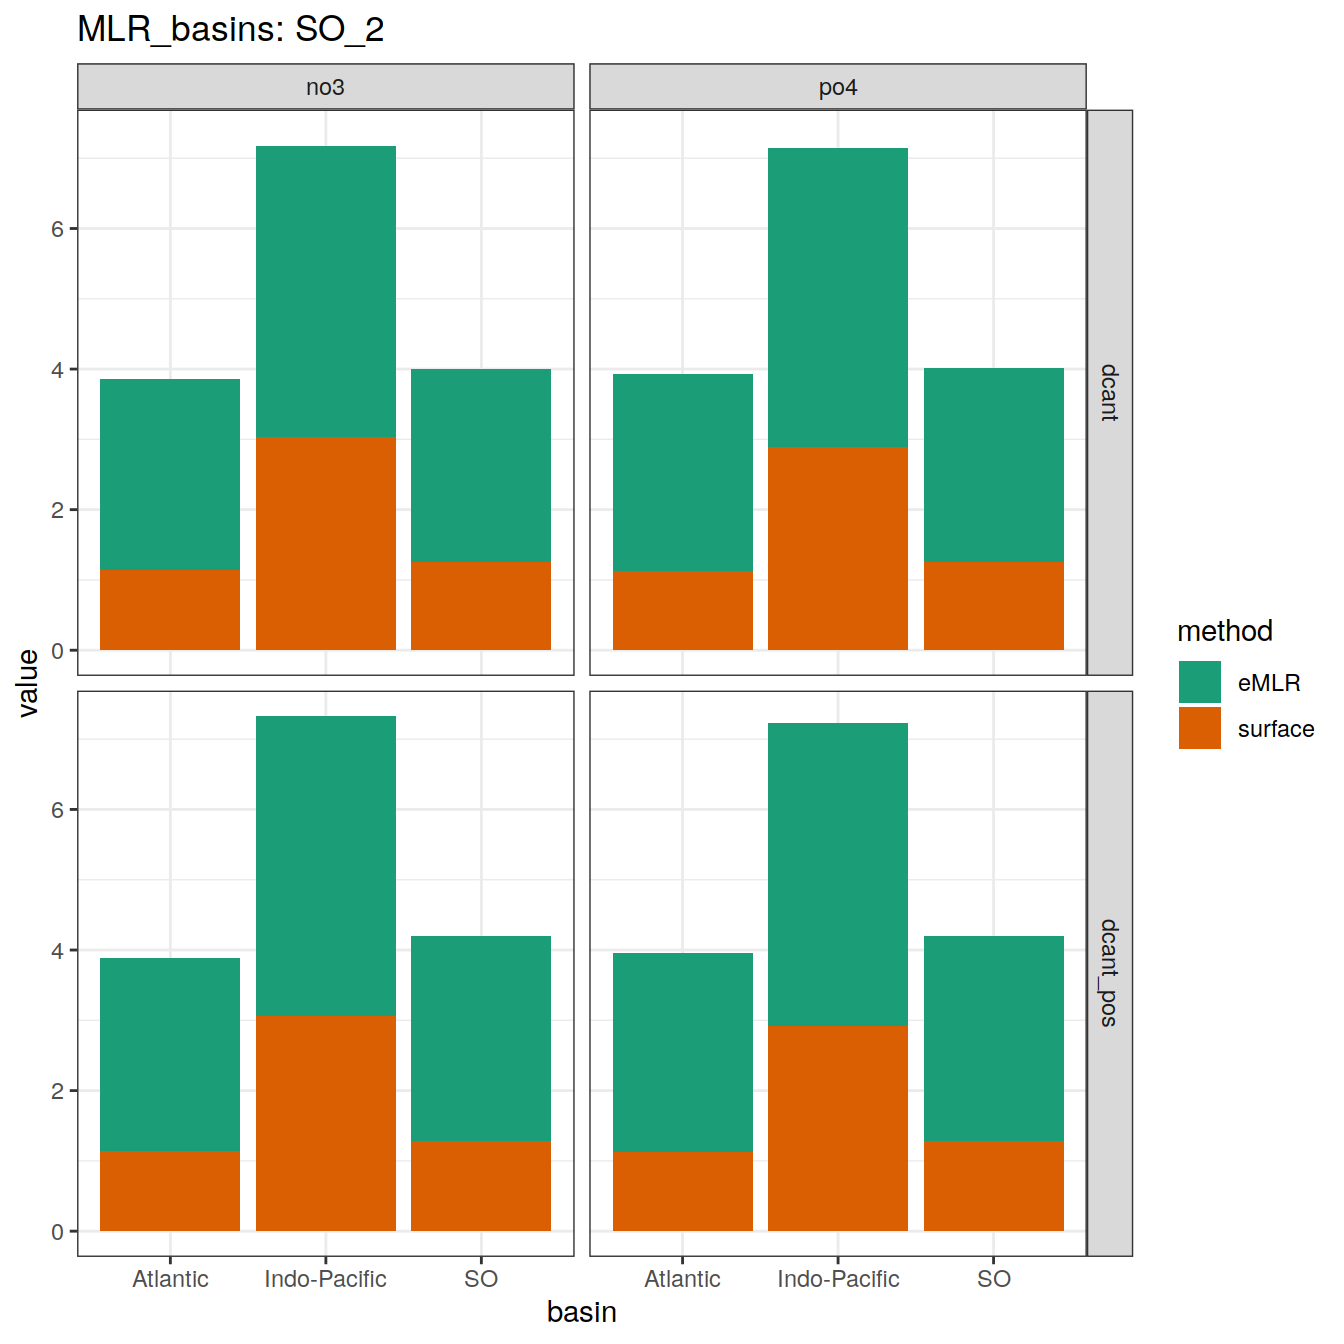 MLR_basins: SO_2
no3
po4
6
4
2
0
dcant
value
6
4
2
0
dcant_pos
Atlantic
Indo-Pacific
SO
Atlantic
Indo-Pacific
SO
basin
method
eMLR
surface